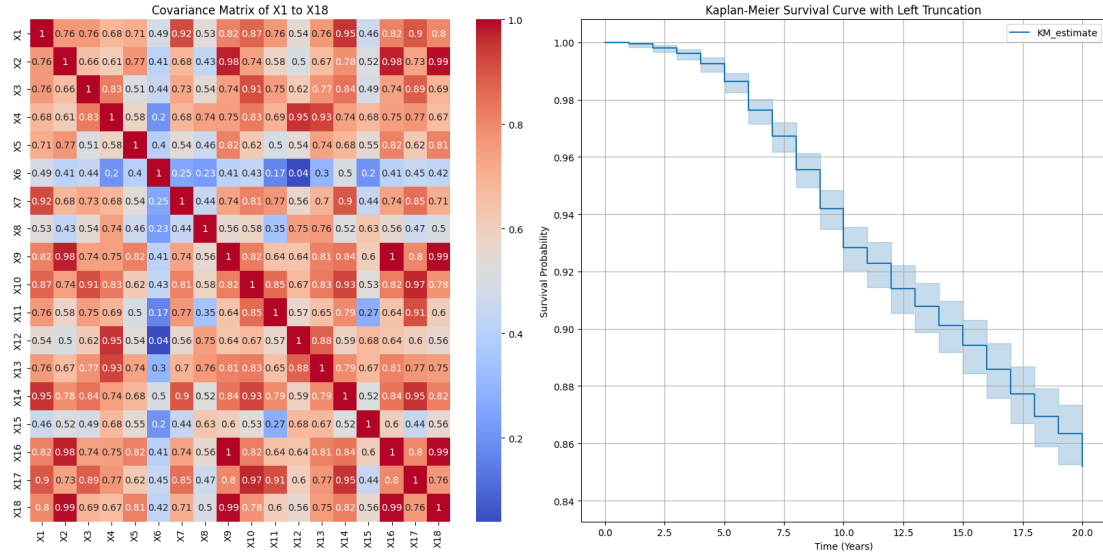 Covariance Matrix of X1 to X18
X1 1 0.76 0.76 0.68 0.71 0.49 0.92 0.53 0.82 0.87 0.76 0.54 0.76 0.95 0.46 0.82 0.9 0.8
X2 0.76 1 0.66 0.61 0.77 0.41 0.68 0.43 0.98 0.74 0.58 0.5 0.67 0.78 0.52 0.98 0.73 0.99
X3 0.76 0.66 1 0.83 0.51 0.44 0.73 0.54 0.74 0.91 0.75 0.62 0.77 0.84 0.49 0.74 0.89 0.69
X4 0.68 0.61 0.83 1 0.58 0.2 0.68 0.74 0.75 0.83 0.69 0.95 0.93 0.74 0.68 0.75 0.77 0.67
X5 0.71 0.77 0.51 0.58 1 0.4 0.54 0.46 0.82 0.62 0.5 0.54 0.74 0.68 0.55 0.82 0.62 0.81
X6 0.49 0.41 0.44 0.2 0.4 1 0.25 0.23 0.41 0.43 0.17 0.04 0.3 0.5 0.2 0.41 0.45 0.42
X7 0.92 0.68 0.73 0.68 0.54 0.25 1 0.44 0.74 0.81 0.77 0.56 0.7 0.9 0.44 0.74 0.85 0.71
X8 0.53 0.43 0.54 0.74 0.46 0.23 0.44 1 0.56 0.58 0.35 0.75 0.76 0.52 0.63 0.56 0.47 0.5
X9 0.82 0.98 0.74 0.75 0.82 0.41 0.74 0.56 1 0.82 0.64 0.64 0.81 0.84 0.6 1 0.8 0.99
X10 0.87 0.74 0.91 0.83 0.62 0.43 0.81 0.58 0.82 1 0.85 0.67 0.83 0.93 0.53 0.82 0.97 0.78
X11 0.76 0.58 0.75 0.69 0.5 0.17 0.77 0.35 0.64 0.85 1 0.57 0.65 0.79 0.27 0.64 0.91 0.6
X12 0.54 0.5 0.62 0.95 0.54 0.04 0.56 0.75 0.64 0.67 0.57 1 0.88 0.59 0.68 0.64 0.6 0.56
X13 0.76 0.67 0.77 0.93 0.74 0.3 0.7 0.76 0.81 0.83 0.65 0.88 1 0.79 0.67 0.81 0.77 0.75
X14 0.95 0.78 0.84 0.74 0.68 0.5 0.9 0.52 0.84 0.93 0.79 0.59 0.79 1 0.52 0.84 0.95 0.82
X15 0.46 0.52 0.49 0.68 0.55 0.2 0.44 0.63 0.6 0.53 0.27 0.68 0.67 0.52 1 0.6 0.44 0.56
X16 0.82 0.98 0.74 0.75 0.82 0.41 0.74 0.56 1 0.82 0.64 0.64 0.81 0.84 0.6 1 0.8 0.99
X17 0.9 0.73 0.89 0.77 0.62 0.45 0.85 0.47 0.8 0.97 0.91 0.6 0.77 0.95 0.44 0.8 1 0.76
X18 0.8 0.99 0.69 0.67 0.81 0.42 0.71 0.5 0.99 0.78 0.6 0.56 0.75 0.82 0.56 0.99 0.76 1
X1 X2 X3 X4 X5 X6 X7 X8 X9 X10 X11 X12 X13 X14 X15 X16 X17 X18
1.0
0.8
0.6
0.4
0.2
Kaplan-Meier Survival Curve with Left Truncation
KM_estimate
Survival Probability
1.00
0.98
0.96
0.94
0.92
0.90
0.88
0.86
0.84
0.0 2.5 5.0 7.5 10.0 12.5 15.0 17.5 20.0
Time (Years)